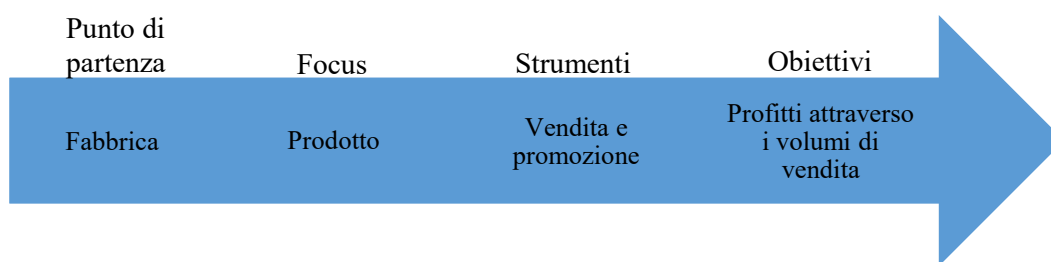 Punto di
partenza
Focus
Strumenti
Obiettivi
Fabbrica
Prodotto
Vendita e
promozione
Profitti attraverso
i volumi di
vendita